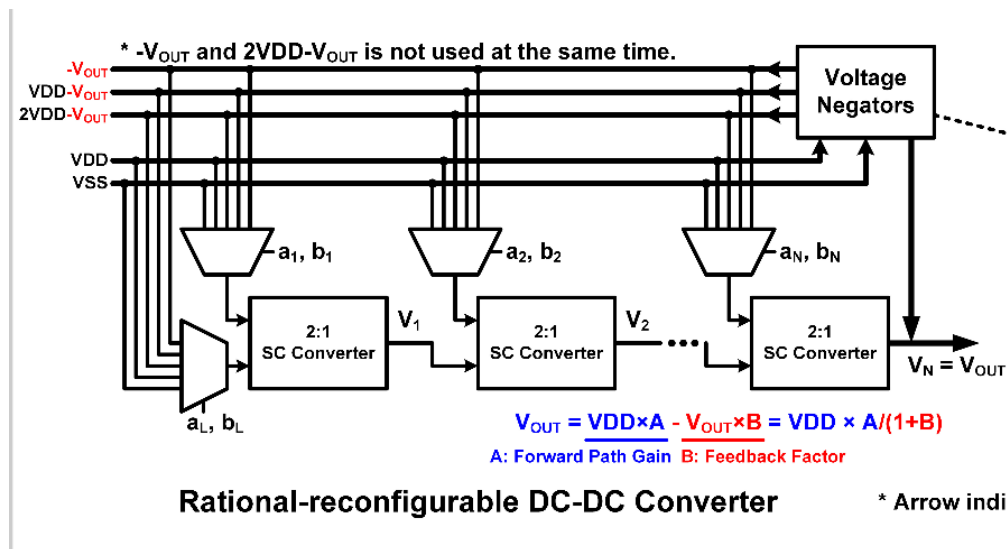 * -VOUT and 2VDD-VOUT is not used at the same time.
-VOUT
VDD-VOUT
2VDD-VOUT
VDD
VSS
Voltage
Negators
a1, b1
a2, b2
aN, bN
2:1
SC Converter
V1
2:1
SC Converter
V2
2:1
SC Converter
VN = VOUT
aL, bL
VOUT = VDD×A - VOUT×B = VDD × A/(1+B)
A: Forward Path Gain B: Feedback Factor
Rational-reconfigurable DC-DC Converter
* Arrow indi